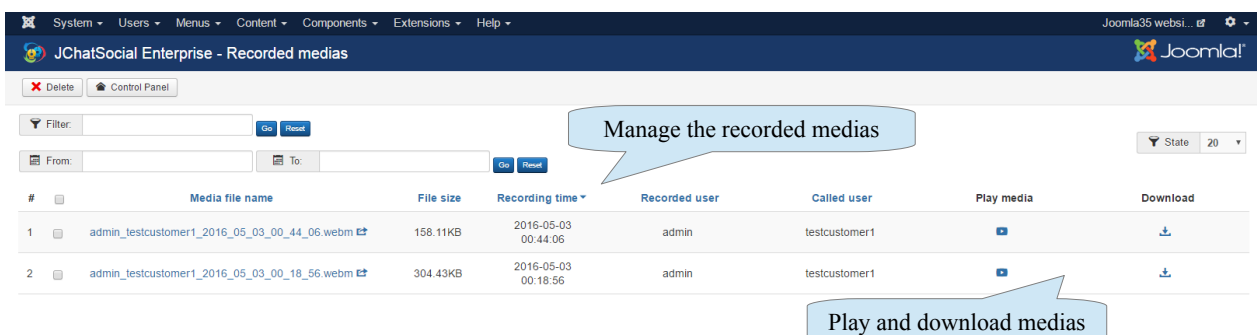 System Users Menus Content Components Extensions Help Joomla35 websi...
JChatSocial Enterprise - Recorded medias Joomla!
Delete Control Panel
Filter: Go Reset
Manage the recorded medias
State 20
From: To: Go Reset
# Media file name File size Recording time Recorded user Called user Play media Download
1 admin_testcustomer1_2016_05_03_00_44_06.webm 158.11KB 2016-05-03 admin testcustomer1
00:44:06
2 admin_testcustomer1_2016_05_03_00_18_56.webm 304.43KB 2016-05-03 admin testcustomer1
00:18:56
Play and download medias